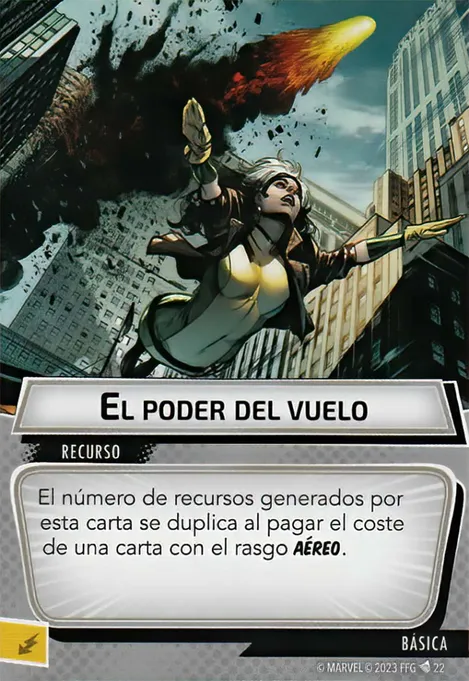 EL PODER DEL VUELO
RECURSO
El número de recursos generados por
esta carta se duplica al pagar el coste
de una carta con el rasgo AÉREO.
BÁSICA
© MARVEL © 2023 FFG 22